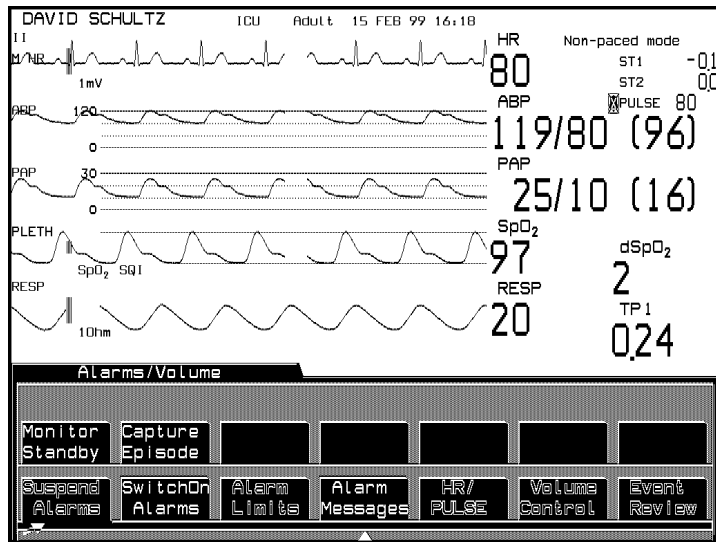 DAVID SCHULTZ ICU Adult 15 FEB 99 16:18
II
M HR
1mV
HR
80
Non-paced mode
ST1 -0.1
ST2 0.0
PULSE 80
ABP
120
0
ABP
119/80 (96)
PAP
30
0
PAP
25/10 (16)
PLETH
SpO₂ SQI
SpO₂
97
dSpO₂
2
RESP
10hm
RESP
20
TP1
0.24
Alarms/Volume
Monitor Standby
Capture Episode
Suspend Alarms
SwitchOn Alarms
Alarm Limits
Alarm Messages
HR/ PULSE
Volume Control
Event Review